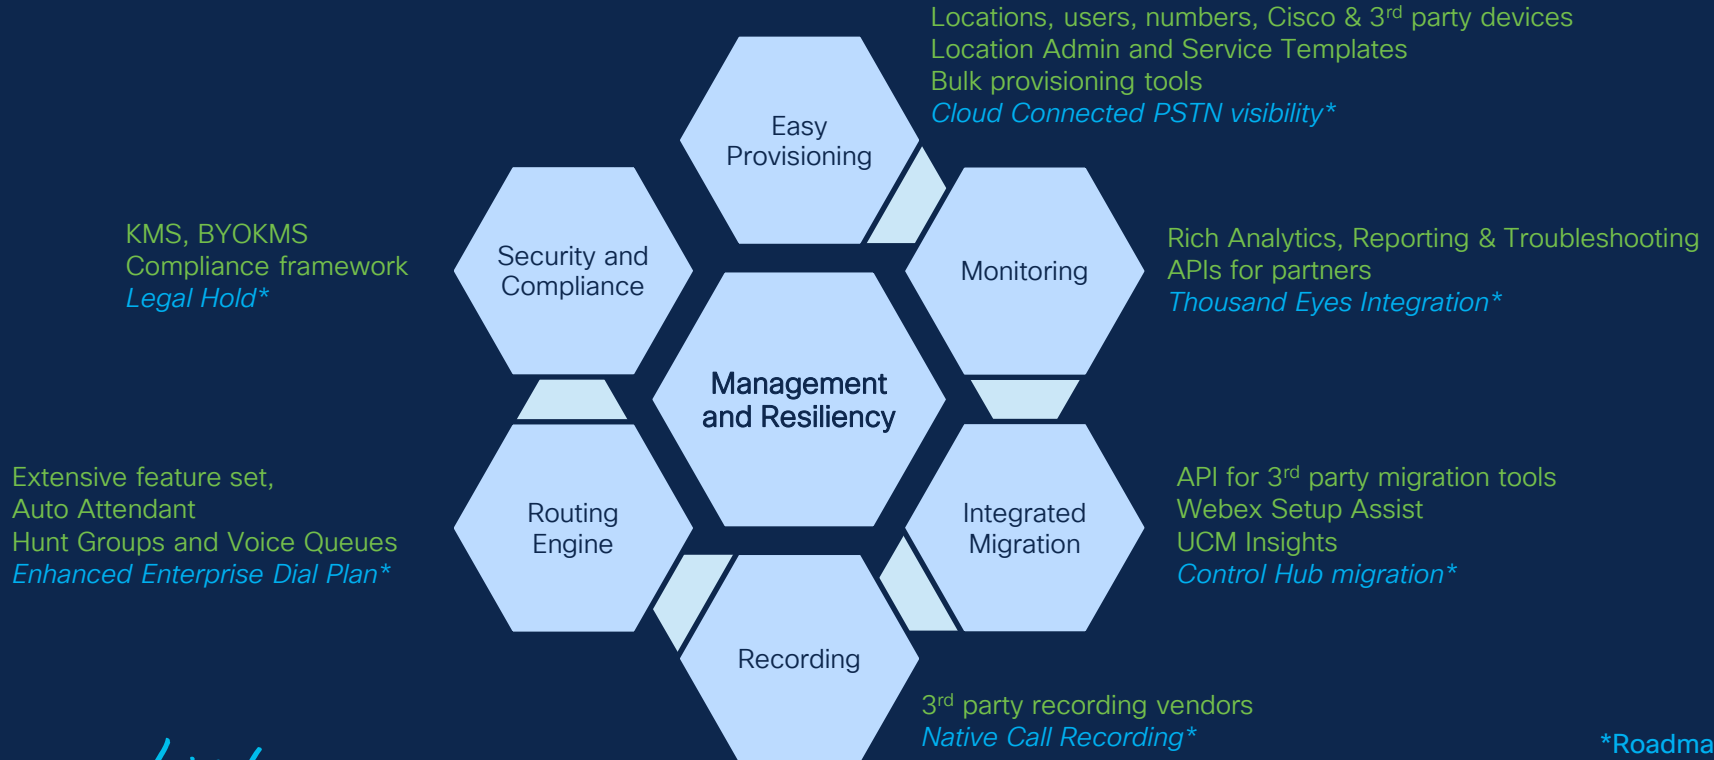 Locations, users, numbers, Cisco & 3rd party devices
Location Admin and Service Templates
Bulk provisioning tools
Cloud Connected PSTN visibility*
Easy
Provisioning
KMS, BYOKMS
Compliance framework
Legal Hold*
Security and
Compliance
Monitoring
Rich Analytics, Reporting & Troubleshooting
APIs for partners
Thousand Eyes Integration*
Management
and Resiliency
Extensive feature set,
Auto Attendant
Hunt Groups and Voice Queues
Enhanced Enterprise Dial Plan*
Routing
Engine
Integrated
Migration
API for 3rd party migration tools
Webex Setup Assist
UCM Insights
Control Hub migration*
Recording
3rd party recording vendors
Native Call Recording*
*Roadma